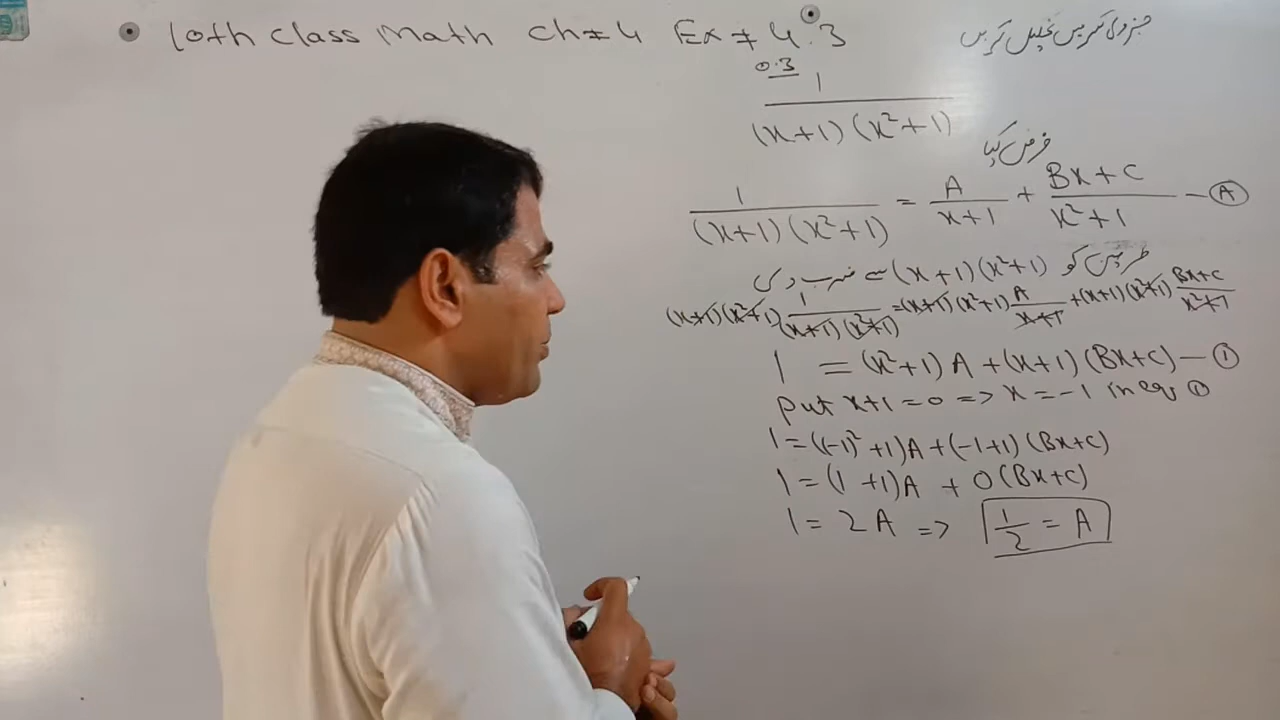 10th class Math ch # 4 Ex # 4.3
جزوی کسریں تحلیل کریں
Q.3 1/((x+1)(x²+1))
فرض کیا
1/((x+1)(x²+1)) = A/(x+1) + (Bx+C)/(x²+1) — Ⓐ
طرفین کو (x+1)(x²+1) سے ضرب دی
(x+1)(x²+1) 1/((x+1)(x²+1)) = (x+1)(x²+1) A/(x+1) + (x+1)(x²+1) (Bx+C)/(x²+1)
1 = (x²+1)A + (x+1)(Bx+C) — ①
put x+1=0 => x = -1 in eq ①
1 = ((-1)²+1)A + (-1+1)(Bx+C)
1 = (1+1)A + 0(Bx+C)
1 = 2A => 1/2 = A